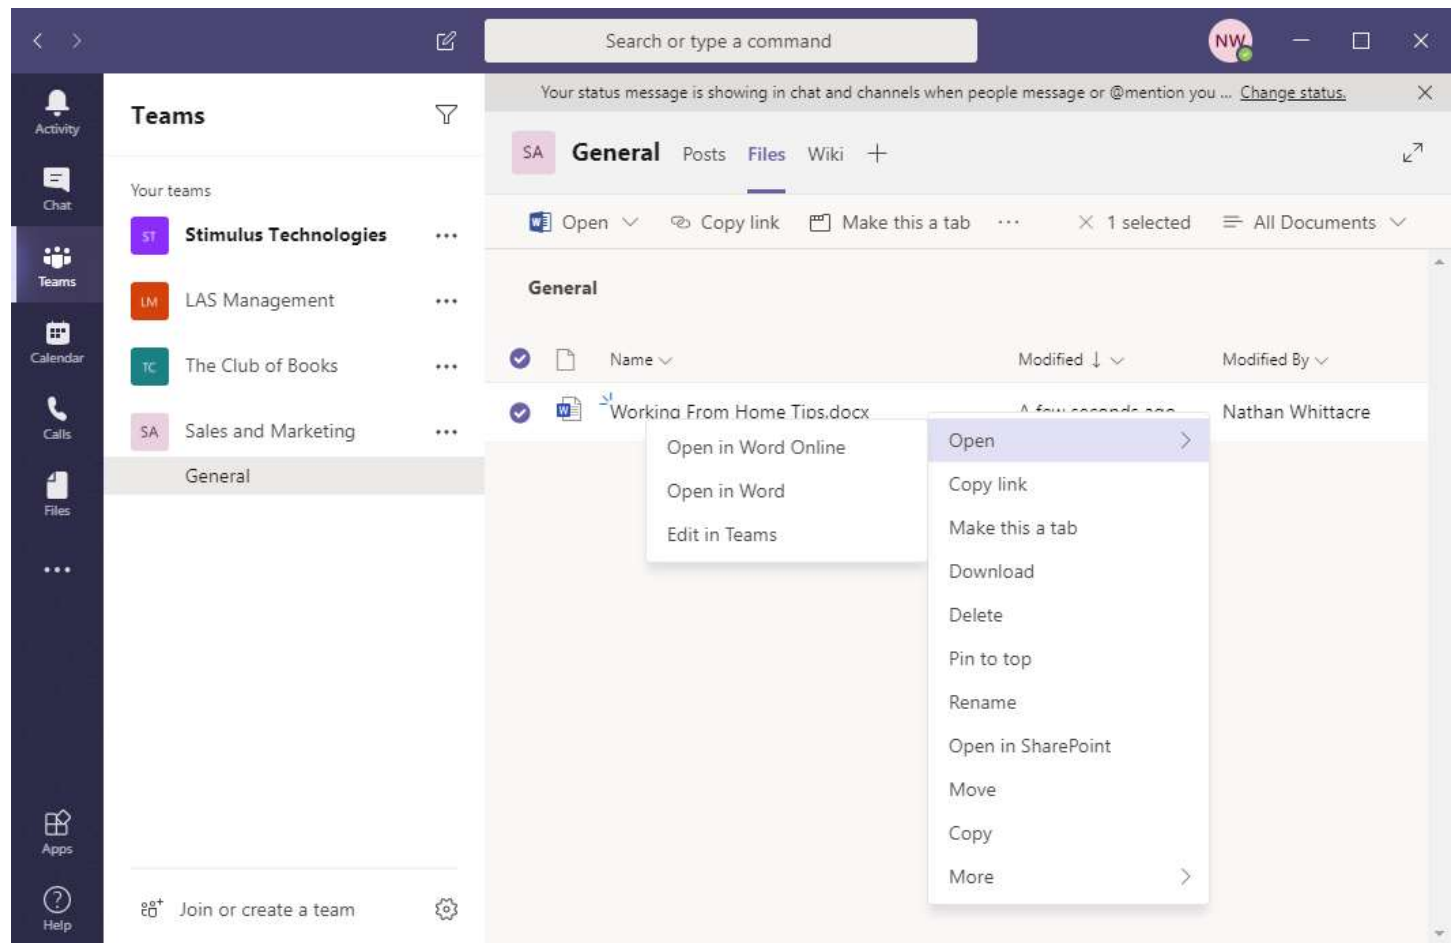 Search or type a command
NW
Your status message is showing in chat and channels when people message or @mention you ... Change status.
Activity
Chat
Teams
Calendar
Calls
Files
Apps
Help
Teams
Your teams
ST Stimulus Technologies
LM LAS Management
TC The Club of Books
SA Sales and Marketing
General
Join or create a team
SA General Posts Files Wiki
Open Copy link Make this a tab 1 selected All Documents
General
Name Modified Modified By
Working From Home Tips.docx A few seconds ago Nathan Whittacre
Open in Word Online
Open in Word
Edit in Teams
Open
Copy link
Make this a tab
Download
Delete
Pin to top
Rename
Open in SharePoint
Move
Copy
More